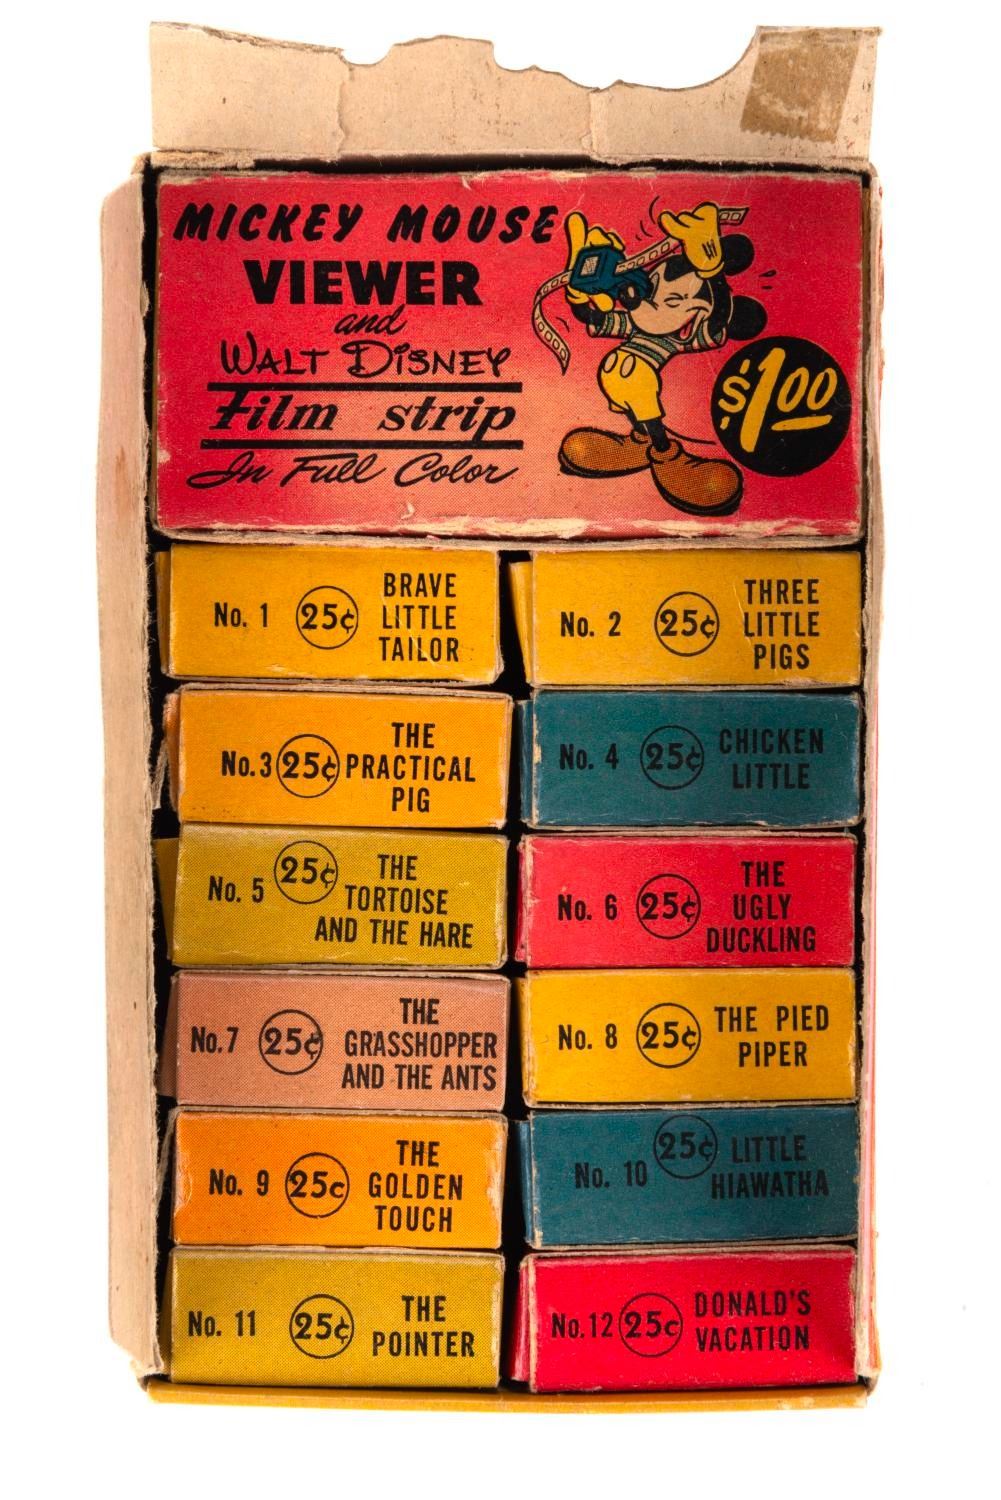 MICKEY MOUSE
VIEWER
and
WALT DISNEY
Film strip
In Full Color
$1.00
No. 1 25¢ BRAVE
LITTLE
TAILOR
No. 2 25¢ THREE
LITTLE
PIGS
No. 3 25¢ THE
PRACTICAL
PIG
No. 4 25¢ CHICKEN
LITTLE
No. 5 25¢ THE
TORTOISE
AND THE HARE
No. 6 25¢ THE
UGLY
DUCKLING
No. 7 25¢ THE
GRASSHOPPER
AND THE ANTS
No. 8 25¢ THE PIED
PIPER
No. 9 25¢ THE
GOLDEN
TOUCH
No. 10 25¢ LITTLE
HIAWATHA
No. 11 25¢ THE
POINTER
No. 12 25¢ DONALD'S
VACATION